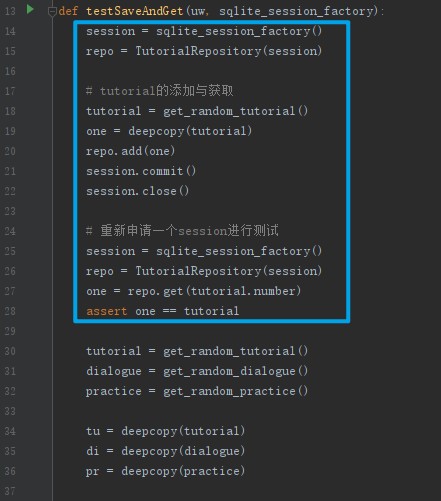 13 def testSaveAndGet(uw, sqlite_session_factory):
14 session = sqlite_session_factory()
15 repo = TutorialRepository(session)
16
17 # tutorial的添加与获取
18 tutorial = get_random_tutorial()
19 one = deepcopy(tutorial)
20 repo.add(one)
21 session.commit()
22 session.close()
23
24 # 重新申请一个session进行测试
25 session = sqlite_session_factory()
26 repo = TutorialRepository(session)
27 one = repo.get(tutorial.number)
28 assert one == tutorial
29
30 tutorial = get_random_tutorial()
31 dialogue = get_random_dialogue()
32 practice = get_random_practice()
33
34 tu = deepcopy(tutorial)
35 di = deepcopy(dialogue)
36 pr = deepcopy(practice)
37